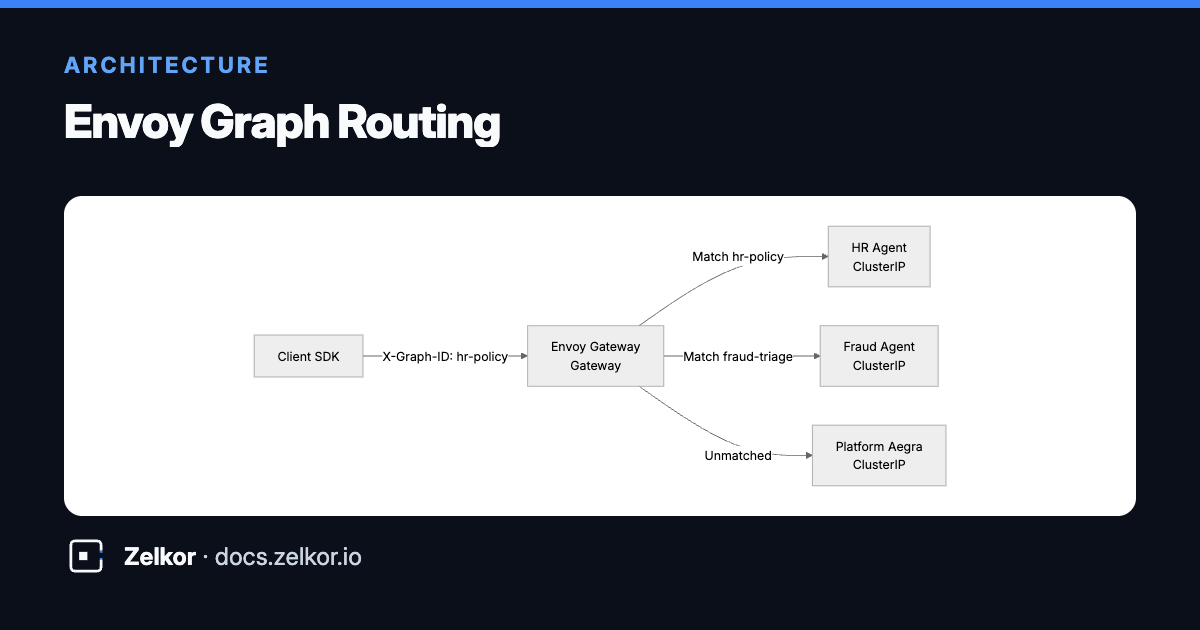 ARCHITECTURE
Envoy Graph Routing
Client SDK
X-Graph-ID: hr-policy
Envoy Gateway
Gateway
Match hr-policy
HR Agent
ClusterIP
Match fraud-triage
Fraud Agent
ClusterIP
Unmatched
Platform Aegra
ClusterIP
Zelkor · docs.zelkor.io